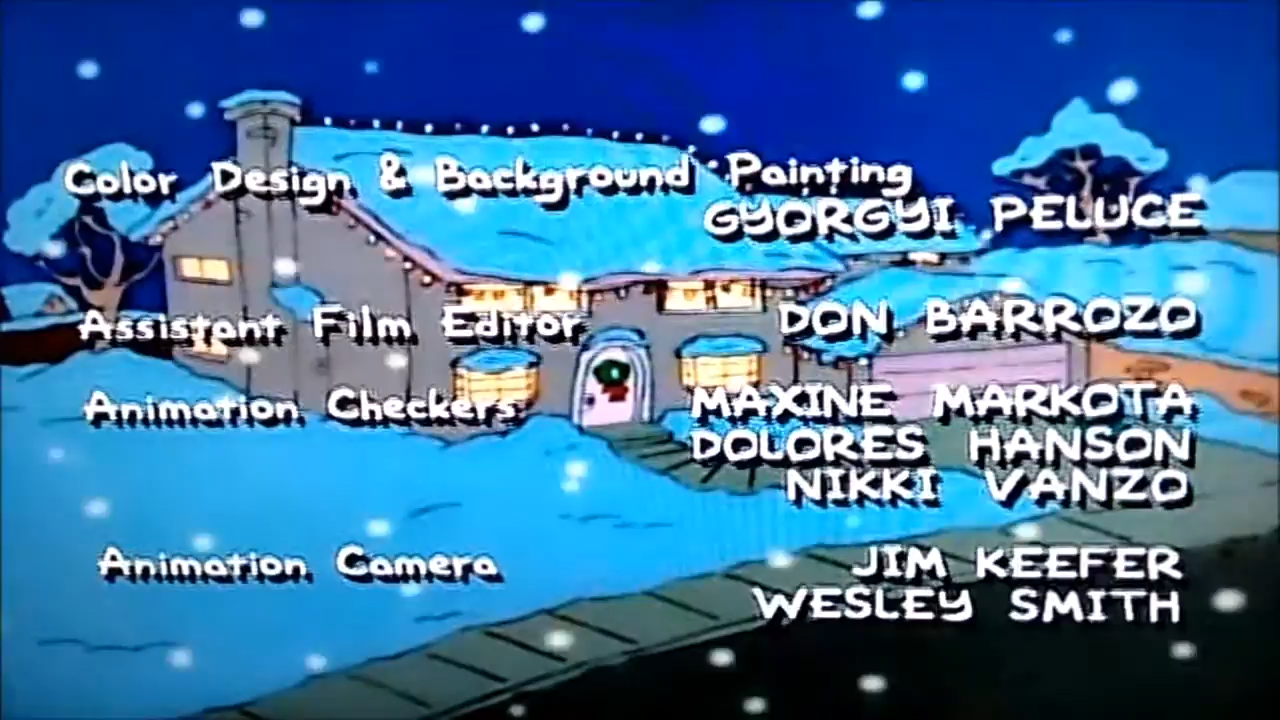 Color Design & Background Painting
GYORGYI PELUCE
Assistant Film Editor DON BARROZO
Animation Checkers MAXINE MARKOTA
DOLORES HANSON
NIKKI VANZO
Animation Camera JIM KEEFER
WESLEY SMITH